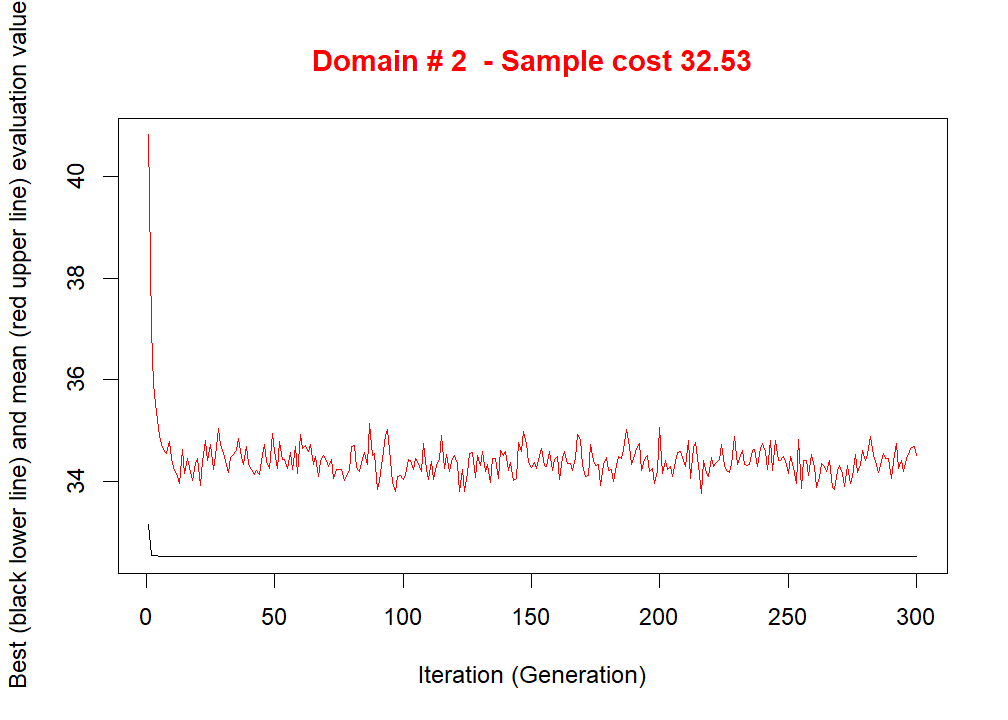 Domain # 2  - Sample cost 32.53
Best (black lower line) and mean (red upper line) evaluation value
40
38
36
34
0 50 100 150 200 250 300
Iteration (Generation)